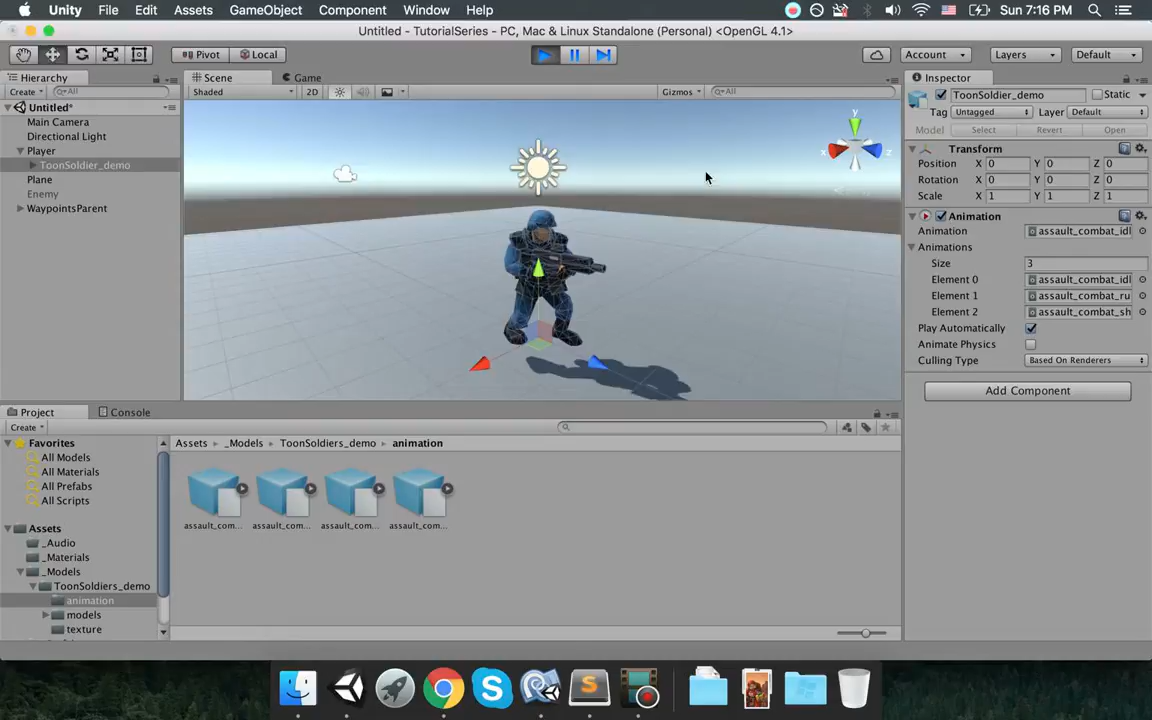 Unity File Edit Assets GameObject Component Window Help Sun 7:16 PM
Untitled - TutorialSeries - PC, Mac & Linux Standalone (Personal) <OpenGL 4.1>
Pivot Local Account Layers Default
Hierarchy
Create All
Untitled*
Main Camera
Directional Light
Player
ToonSoldier_demo
Plane
Enemy
WaypointsParent
Scene Game
Shaded 2D Gizmos All
y
x
z
Inspector
ToonSoldier_demo Static
Tag Untagged Layer Default
Model Select Revert Open
Transform
Position X 0 Y 0 Z 0
Rotation X 0 Y 0 Z 0
Scale X 1 Y 1 Z 1
Animation
Animation assault_combat_idl
Animations
Size 3
Element 0 assault_combat_idl
Element 1 assault_combat_ru
Element 2 assault_combat_sh
Play Automatically
Animate Physics
Culling Type Based On Renderers
Add Component
Project Console
Create
Favorites
All Models
All Materials
All Prefabs
All Scripts
Assets
_Audio
_Materials
_Models
ToonSoldiers_demo
animation
models
texture
Assets _Models ToonSoldiers_demo animation
assault_com... assault_com... assault_com... assault_com...
S
S